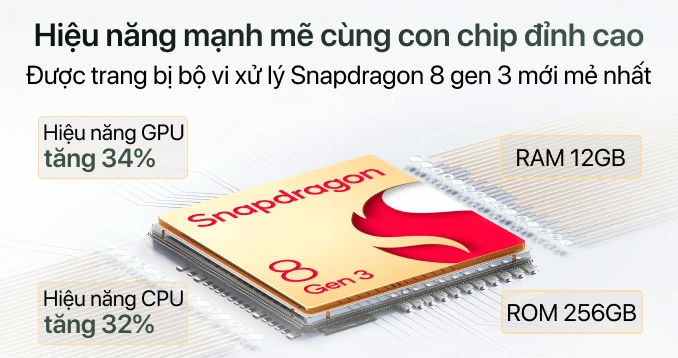 Hiệu năng mạnh mẽ cùng con chip đỉnh cao
Được trang bị bộ vi xử lý Snapdragon 8 gen 3 mới mẻ nhất
Hiệu năng GPU
tăng 34%
RAM 12GB
Snapdragon
8
Gen 3
Hiệu năng CPU
tăng 32%
ROM 256GB